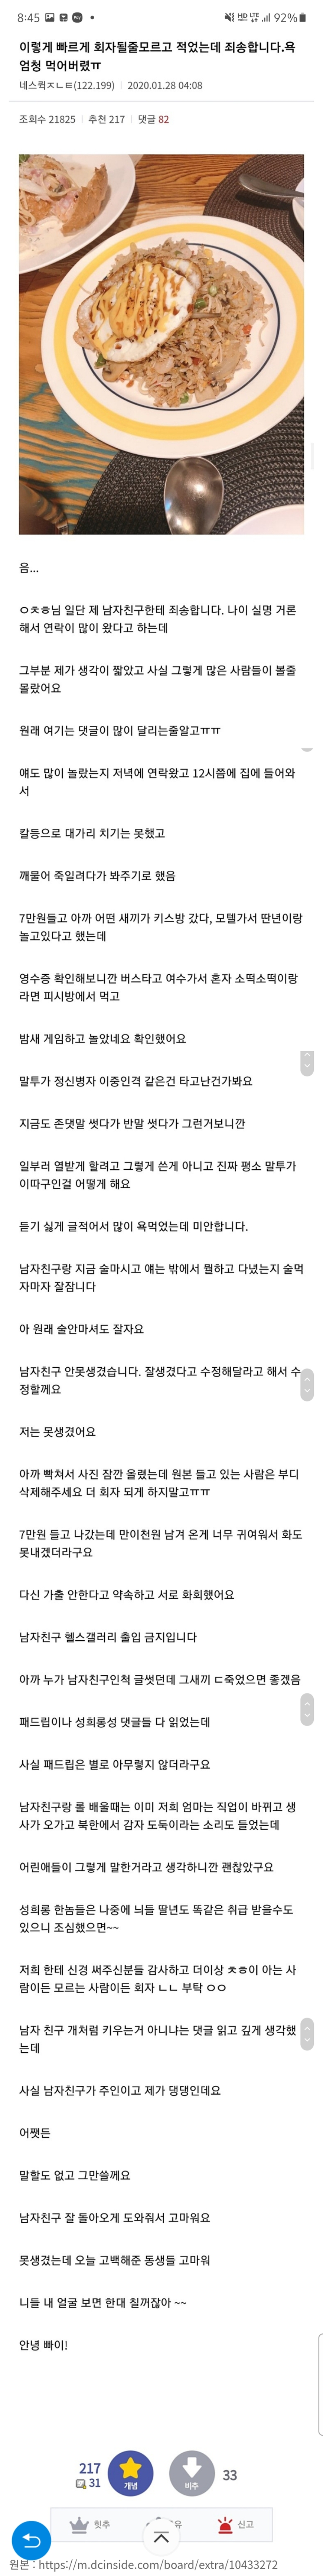 8:45
92%
이렇게 빠르게 회자될줄모르고 적었는데 죄송합니다.욕
엄청 먹어버렸ㅠ
네스퀵ㅈㄴㅌ(122.199) | 2020.01.28 04:08
조회수 21825 | 추천 217 | 댓글 82
음...
ㅇㅊㅎ님 일단 제 남자친구한테 죄송합니다. 나이 실명 거론
해서 연락이 많이 왔다고 하는데
그부분 제가 생각이 짧았고 사실 그렇게 많은 사람들이 볼줄
몰랐어요
원래 여기는 댓글이 많이 달리는줄알고ㅠㅠ
얘도 많이 놀랐는지 저녁에 연락왔고 12시쯤에 집에 들어와
서
칼등으로 대가리 치기는 못했고
깨물어 죽일려다가 봐주기로 했음
7만원들고 아까 어떤 새끼가 키스방 갔다, 모텔가서 딴년이랑
놀고있다고 했는데
영수증 확인해보니깐 버스타고 여수가서 혼자 소떡소떡이랑
라면 피시방에서 먹고
밤새 게임하고 놀았네요 확인했어요
말투가 정신병자 이중인격 같은건 타고난건가봐요
지금도 존댓말 썻다가 반말 썻다가 그런거보니깐
일부러 열받게 할려고 그렇게 쓴게 아니고 진짜 평소 말투가
이따구인걸 어떻게 해요
듣기 싫게 글적어서 많이 욕먹었는데 미안합니다.
남자친구랑 지금 술마시고 얘는 밖에서 뭘하고 다녔는지 술먹
자마자 잘잠니다
아 원래 술안마셔도 잘자요
남자친구 안못생겼습니다. 잘생겼다고 수정해달라고 해서 수
정할께요
저는 못생겼어요
아까 빡쳐서 사진 잠깐 올렸는데 원본 들고 있는 사람은 부디
삭제해주세요 더 회자 되게 하지말고ㅠㅠ
7만원 들고 나갔는데 만이천원 남겨 온게 너무 귀여워서 화도
못내겠더라구요
다신 가출 안한다고 약속하고 서로 화회했어요
남자친구 헬스갤러리 출입 금지입니다
아까 누가 남자친구인척 글썻던데 그새끼 ㄷ죽었으면 좋겠음
패드립이나 성희롱성 댓글들 다 읽었는데
사실 패드립은 별로 아무렇지 않더라구요
남자친구랑 롤 배울때는 이미 저희 엄마는 직업이 바뀌고 생
사가 오가고 북한에서 감자 도둑이라는 소리도 들었는데
어린애들이 그렇게 말한거라고 생각하니깐 괜찮았구요
성희롱 한놈들은 나중에 늬들 딸년도 똑같은 취급 받을수도
있으니 조심했으면~~
저희 한테 신경 써주신분들 감사하고 더이상 ㅊㅎ이 아는 사
람이든 모르는 사람이든 회자 ㄴㄴ 부탁 ㅇㅇ
남자 친구 개처럼 키우는거 아니냐는 댓글 읽고 깊게 생각했
는데
사실 남자친구가 주인이고 제가 댕댕인데요
어쨋든
말할도 없고 그만쓸께요
남자친구 잘 돌아오게 도와줘서 고마워요
못생겼는데 오늘 고백해준 동생들 고마워
니들 내 얼굴 보면 한대 칠꺼잖아 ~~
안녕 빠이!
217
31
개념
비추
33
힛추
유
신고
원본 : https://m.dcinside.com/board/extra/10433272